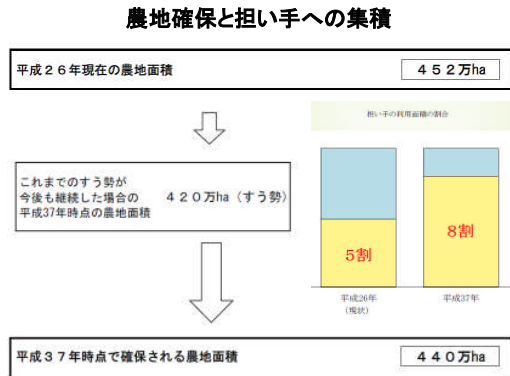 農地確保と担い手への集積
平成２６年現在の農地面積
４５２万ha
担い手の利用面積の割合
これまでのすう勢が
今後も継続した場合の
平成37年時点の農地面積
４２０万ha（すう勢）
5割
8割
平成26年
（現状）
平成37年
平成３７年時点で確保される農地面積
４４０万ha